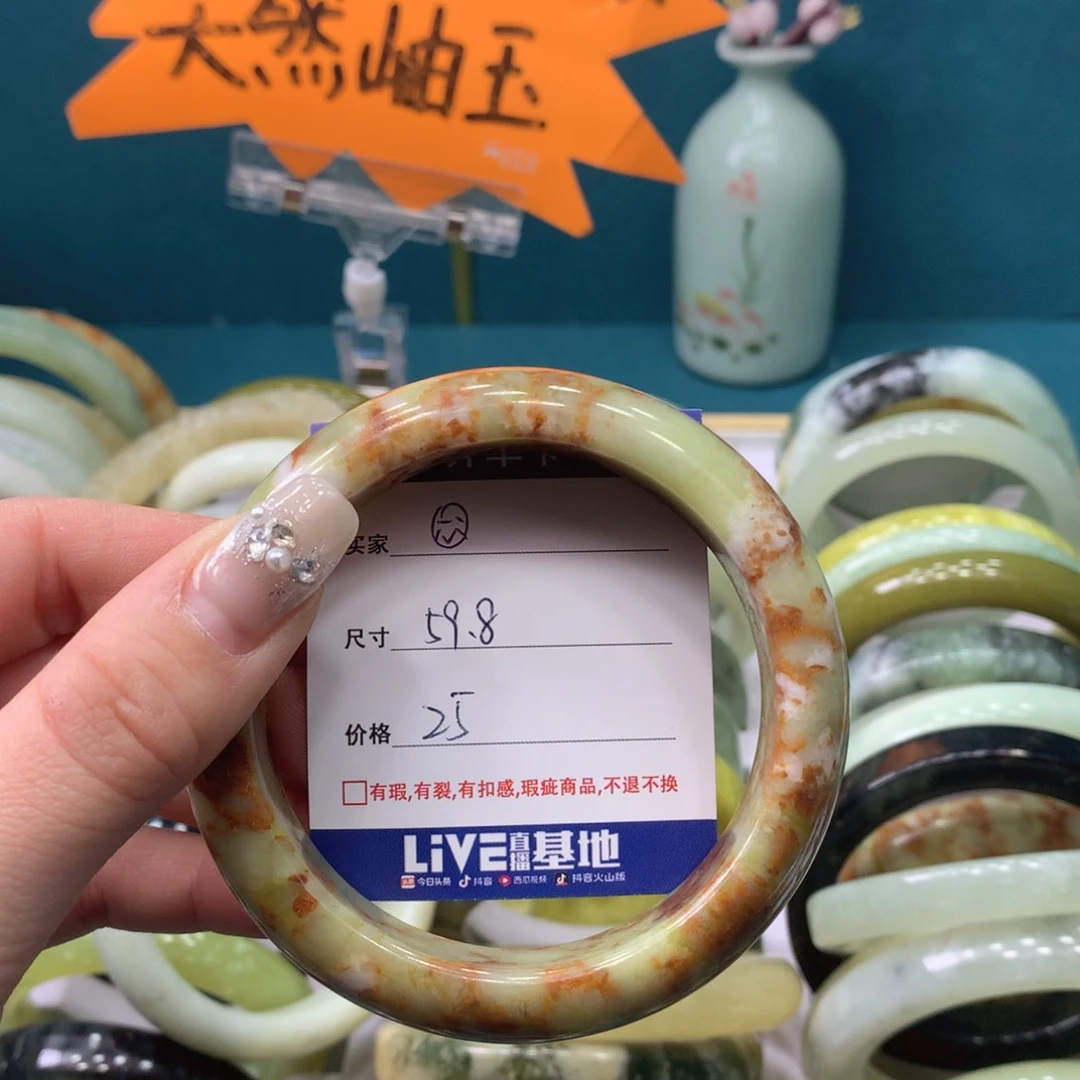 天然岫玉
买家
尺寸 59.8
价格 25
有瑕,有裂,有扣感,瑕疵商品,不退不换
LiVE直播基地
今日头条 抖音 西瓜视频 抖音火山版